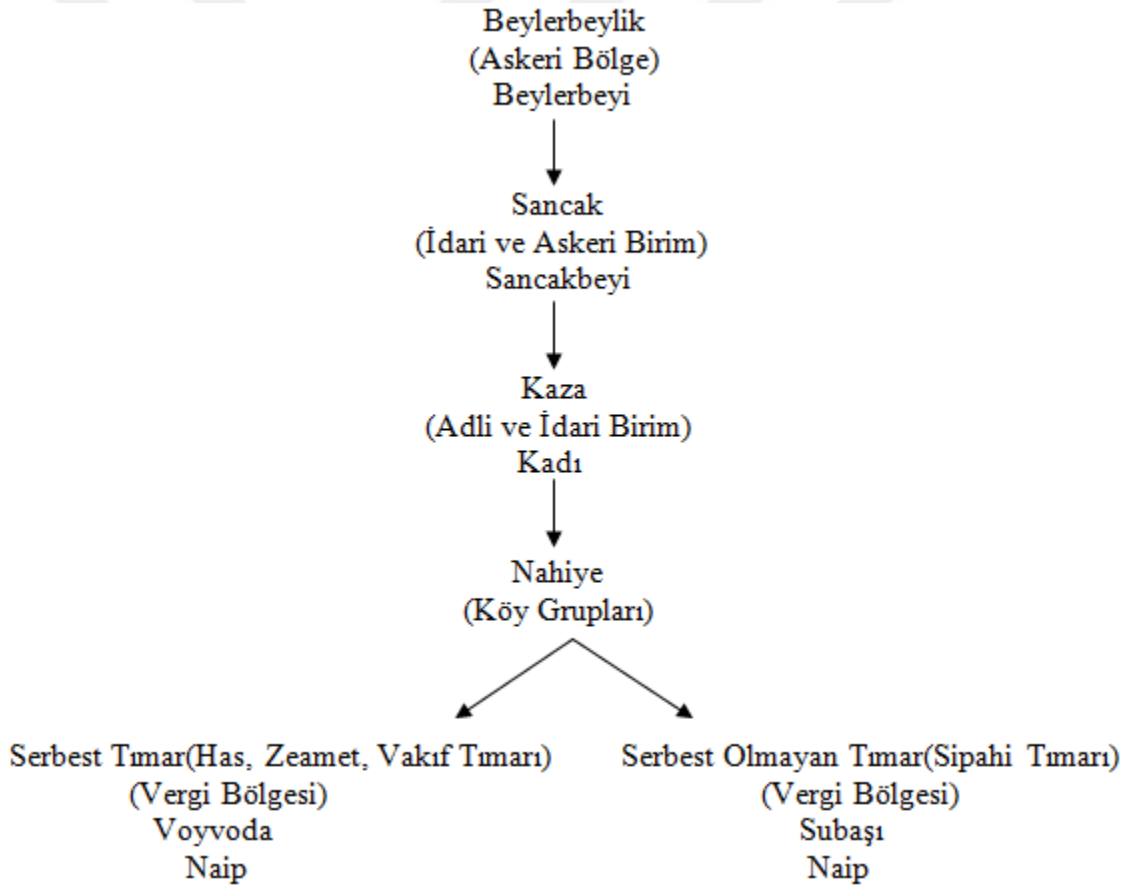 Beylerbeylik
(Askeri Bölge)
Beylerbeyi
Sancak
(İdari ve Askeri Birim)
Sancakbeyi
Kaza
(Adli ve İdari Birim)
Kadı
Nahiye
(Köy Grupları)
Serbest Tımar(Has, Zeamet, Vakıf Tımarı)
(Vergi Bölgesi)
Voyvoda
Naip
Serbest Olmayan Tımar(Sipahi Tımarı)
(Vergi Bölgesi)
Subaşı
Naip